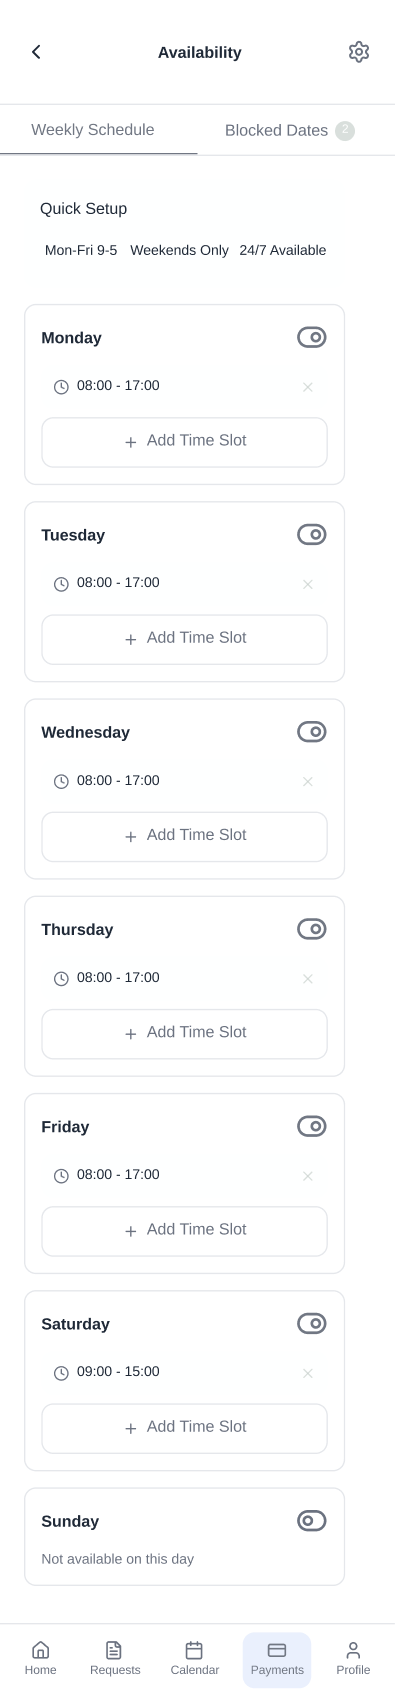 Availability
Weekly Schedule
Blocked Dates 2
Quick Setup
Mon-Fri 9-5 Weekends Only 24/7 Available
Monday
08:00 - 17:00
Add Time Slot
Tuesday
08:00 - 17:00
Add Time Slot
Wednesday
08:00 - 17:00
Add Time Slot
Thursday
08:00 - 17:00
Add Time Slot
Friday
08:00 - 17:00
Add Time Slot
Saturday
09:00 - 15:00
Add Time Slot
Sunday
Not available on this day
Home Requests Calendar Payments Profile